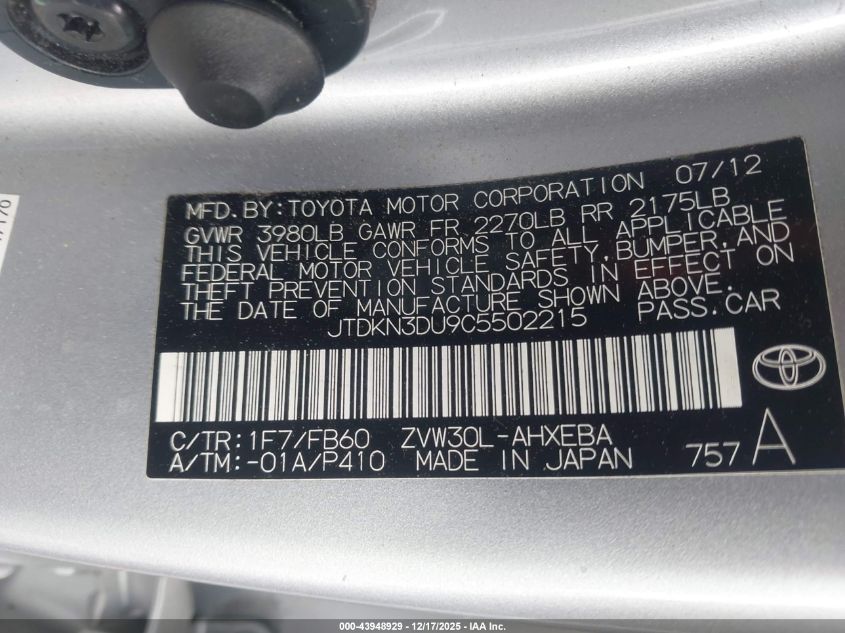 MFD. BY: TOYOTA MOTOR CORPORATION 07/12
GVWR 3980LB GAWR FR 2270LB RR 2175LB
THIS VEHICLE CONFORMS TO ALL APPLICABLE
FEDERAL MOTOR VEHICLE SAFETY, BUMPER, AND
THEFT PREVENTION STANDARDS IN EFFECT ON
THE DATE OF MANUFACTURE SHOWN ABOVE.
JTDKN3DU9C5502215 PASS. CAR
C/TR: 1F7/FB60 ZVW30L-AHXEBA
A/TM: -01A/P410 MADE IN JAPAN 757 A
000-43948929 - 12/17/2025 - IAA Inc.